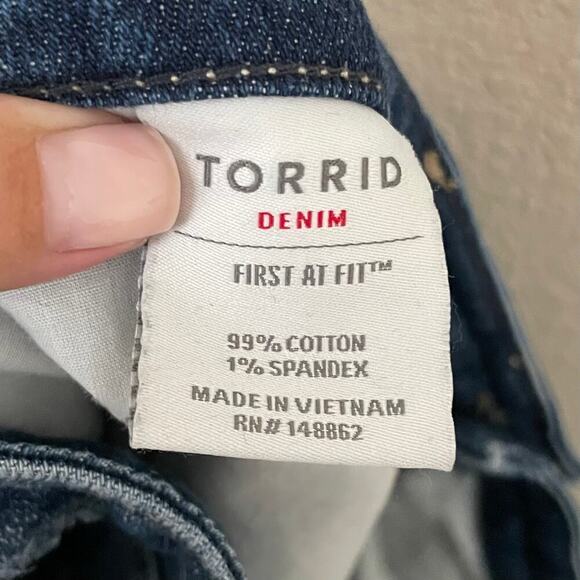 TORRID
DENIM
FIRST AT FIT™
99% COTTON
1% SPANDEX
MADE IN VIETNAM
RN# 148862